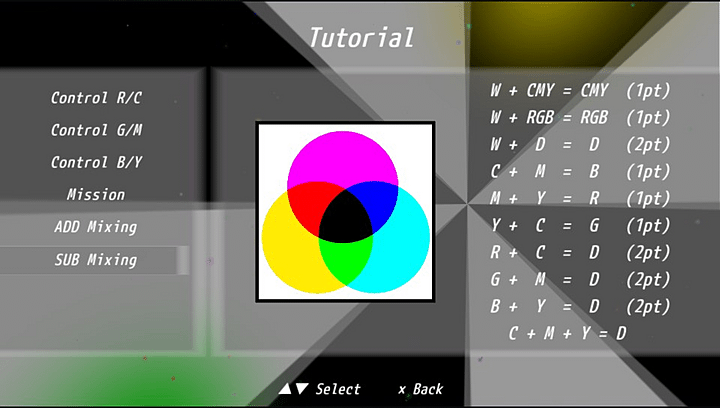 Tutorial
Control R/C
Control G/M
Control B/Y
Mission
ADD Mixing
SUB Mixing
W + CMY = CMY (1pt)
W + RGB = RGB (1pt)
W + D = D (2pt)
C + M = B (1pt)
M + Y = R (1pt)
Y + C = G (1pt)
R + C = D (2pt)
G + M = D (2pt)
B + Y = D (2pt)
C + M + Y = D
▲▼ Select x Back